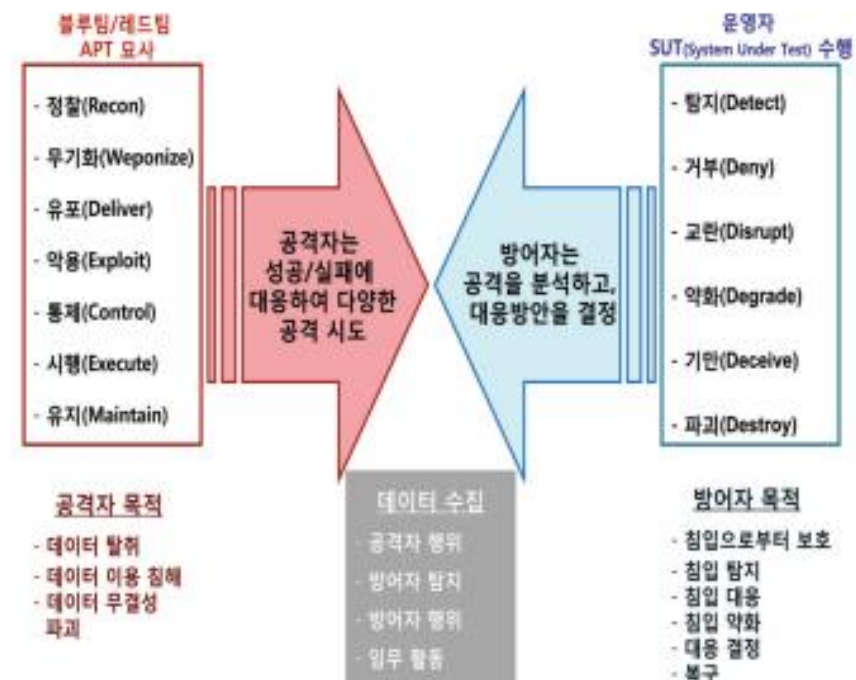 블루팀/레드팀
APT 묘사
- 정찰(Recon)
- 무기화(Weponize)
- 유포(Deliver)
- 악용(Exploit)
- 통제(Control)
- 시행(Execute)
- 유지(Maintain)
공격자는
성공/실패에
대응하여 다양한
공격 시도
방어자는
공격을 분석하고,
대응방안을 결정
운영자
SUT(System Under Test) 수행
- 탐지(Detect)
- 거부(Deny)
- 교란(Disrupt)
- 약화(Degrade)
- 기만(Deceive)
- 파괴(Destroy)
공격자 목적
- 데이터 탈취
- 데이터 이용 침해
- 데이터 무결성
파괴
데이터 수집
- 공격자 행위
- 방어자 탐지
- 방어자 행위
- 임무 활동
방어자 목적
- 침입으로부터 보호
- 침입 탐지
- 침입 대응
- 침입 약화
- 대응 결정
- 복구